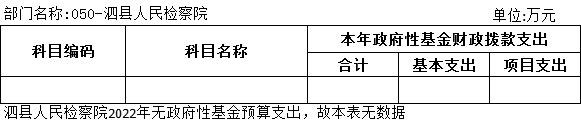 部门名称:050-泗县人民检察院 单位:万元
科目编码 科目名称 本年政府性基金财政拨款支出
合计 基本支出 项目支出
泗县人民检察院2022年无政府性基金预算支出，故本表无数据